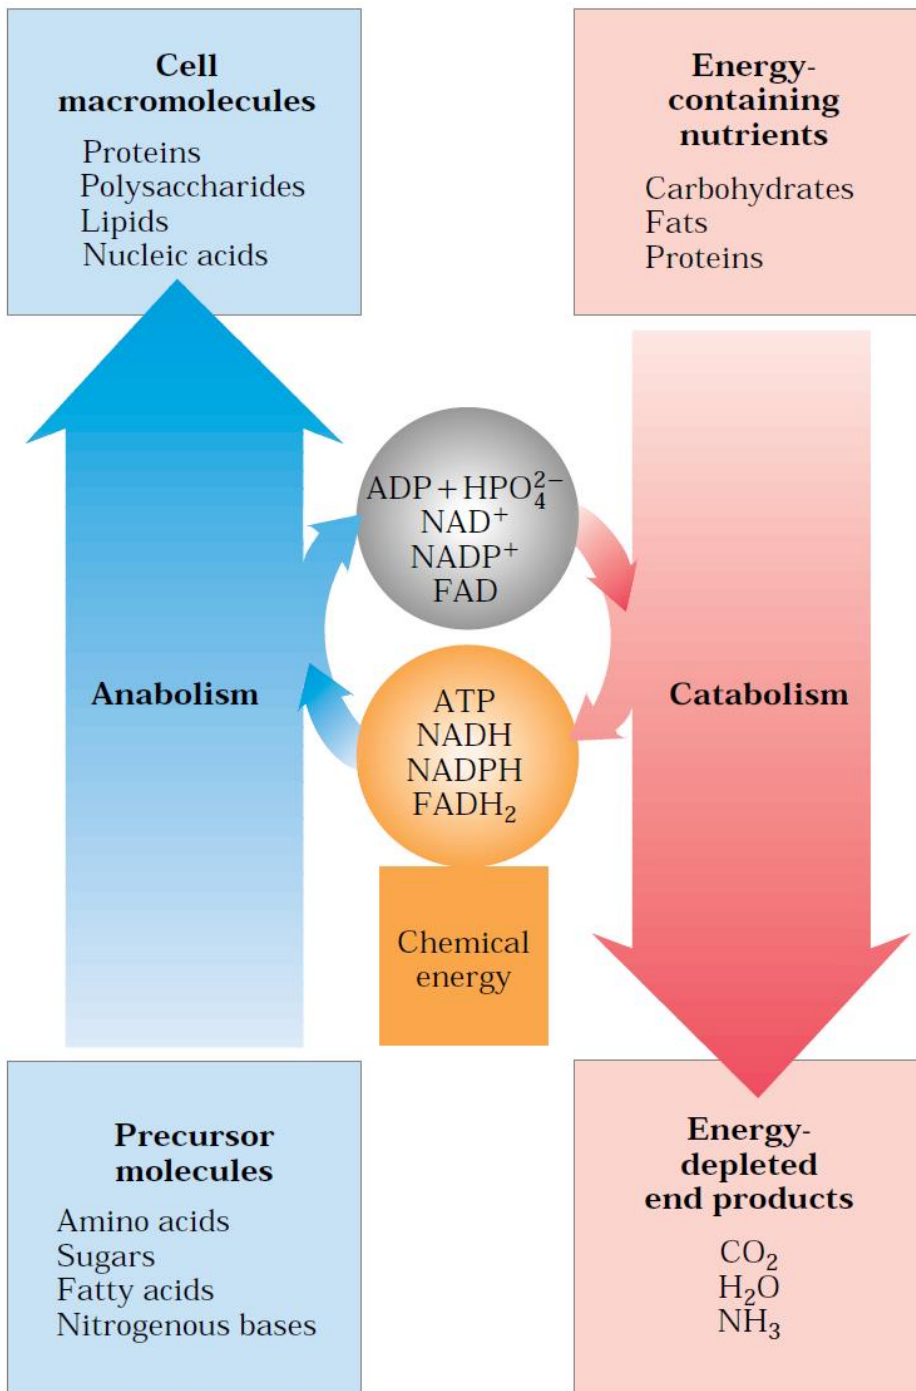 Cell
macromolecules
Proteins
Polysaccharides
Lipids
Nucleic acids
Energy-
containing
nutrients
Carbohydrates
Fats
Proteins
ADP + HPO₄²⁻
NAD⁺
NADP⁺
FAD
Anabolism
ATP
NADH
NADPH
FADH₂
Catabolism
Chemical
energy
Precursor
molecules
Amino acids
Sugars
Fatty acids
Nitrogenous bases
Energy-
depleted
end products
CO₂
H₂O
NH₃